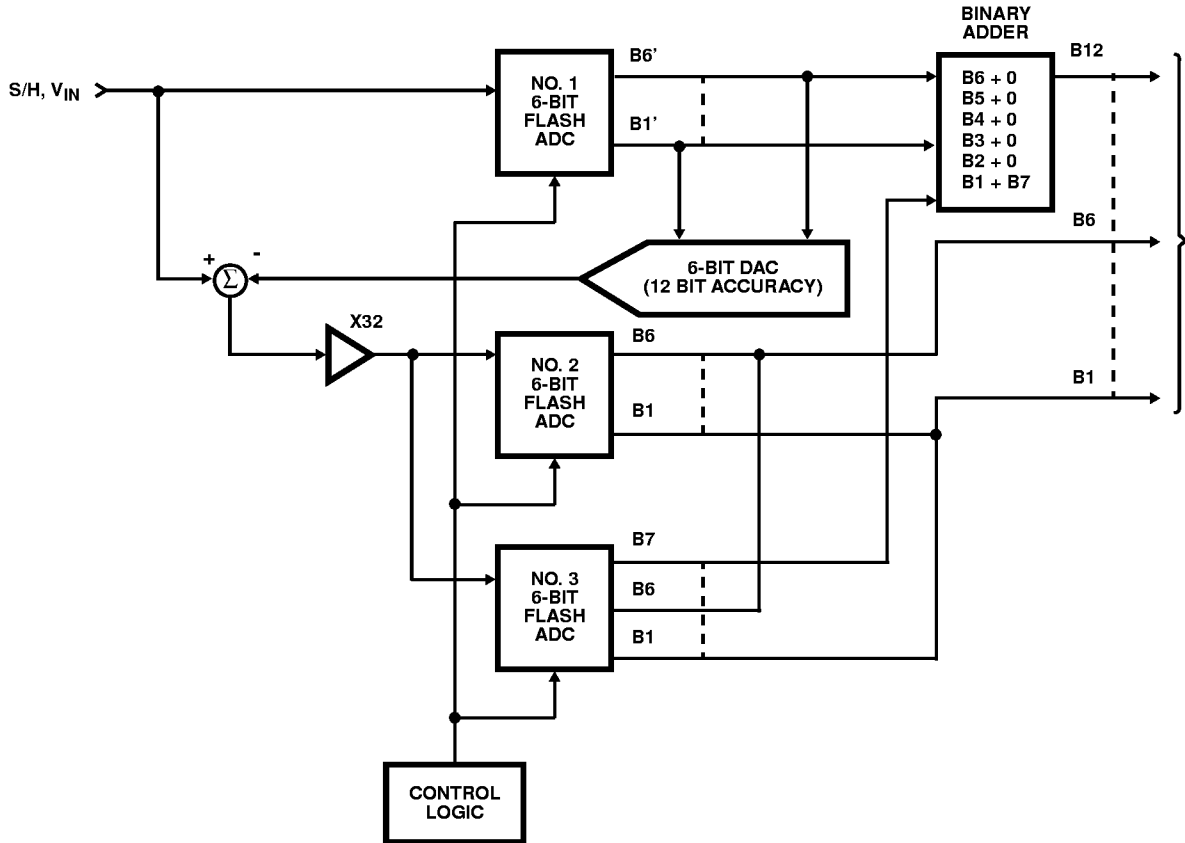 BINARY
ADDER
B12
B6'
S/H, VIN
NO. 1
6-BIT
FLASH
ADC
B1'
B6 + 0
B5 + 0
B4 + 0
B3 + 0
B2 + 0
B1 + B7
B6
+
-
Σ
6-BIT DAC
(12 BIT ACCURACY)
X32
B6
NO. 2
6-BIT
FLASH
ADC
B1
B1
B7
NO. 3
6-BIT
FLASH
ADC
B6
B1
CONTROL
LOGIC